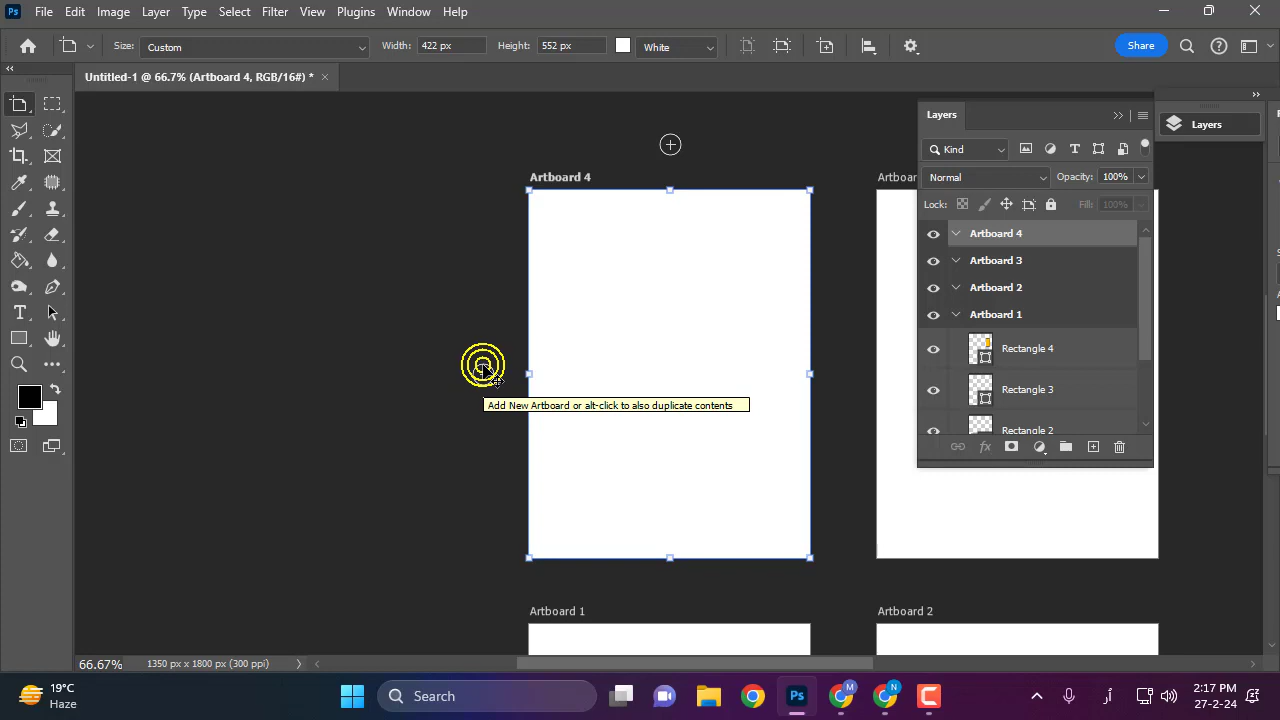 Ps File Edit Image Layer Type Select Filter View Plugins Window Help
Size: Custom Width: 422 px Height: 552 px White Share
Untitled-1 @ 66.7% (Artboard 4, RGB/16#) *
Layers
Layers
Kind
Normal Opacity: 100%
Lock: Fill: 100%
Artboard 4
Artboard 3
Artboard 2
Artboard 1
Rectangle 4
Rectangle 3
Rectangle 2
Artboard 4
Artboard
Add New Artboard or alt-click to also duplicate contents
Artboard 1 Artboard 2
66.67% 1350 px x 1800 px (300 ppi)
19°C
Haze
Search
Ps
M
N
2:17 PM
27-2-24